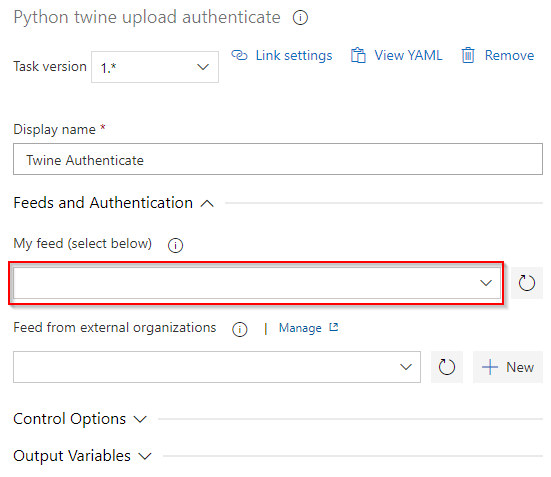 Python twine upload authenticate
Task version 1.* Link settings View YAML Remove
Display name *
Twine Authenticate
Feeds and Authentication
My feed (select below)
Feed from external organizations | Manage
New
Control Options
Output Variables